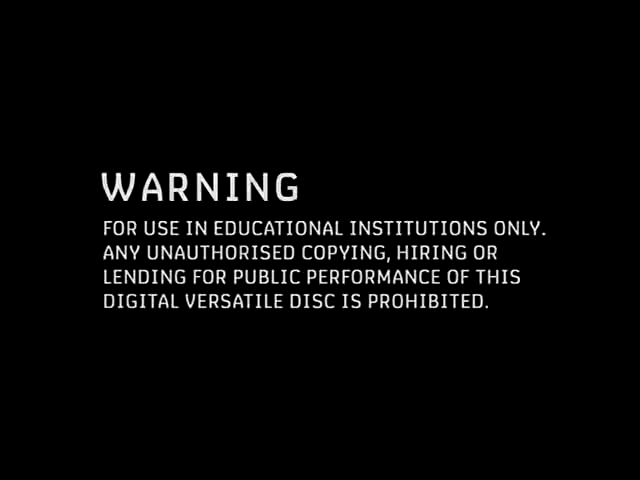 WARNING
FOR USE IN EDUCATIONAL INSTITUTIONS ONLY.
ANY UNAUTHORISED COPYING, HIRING OR
LENDING FOR PUBLIC PERFORMANCE OF THIS
DIGITAL VERSATILE DISC IS PROHIBITED.